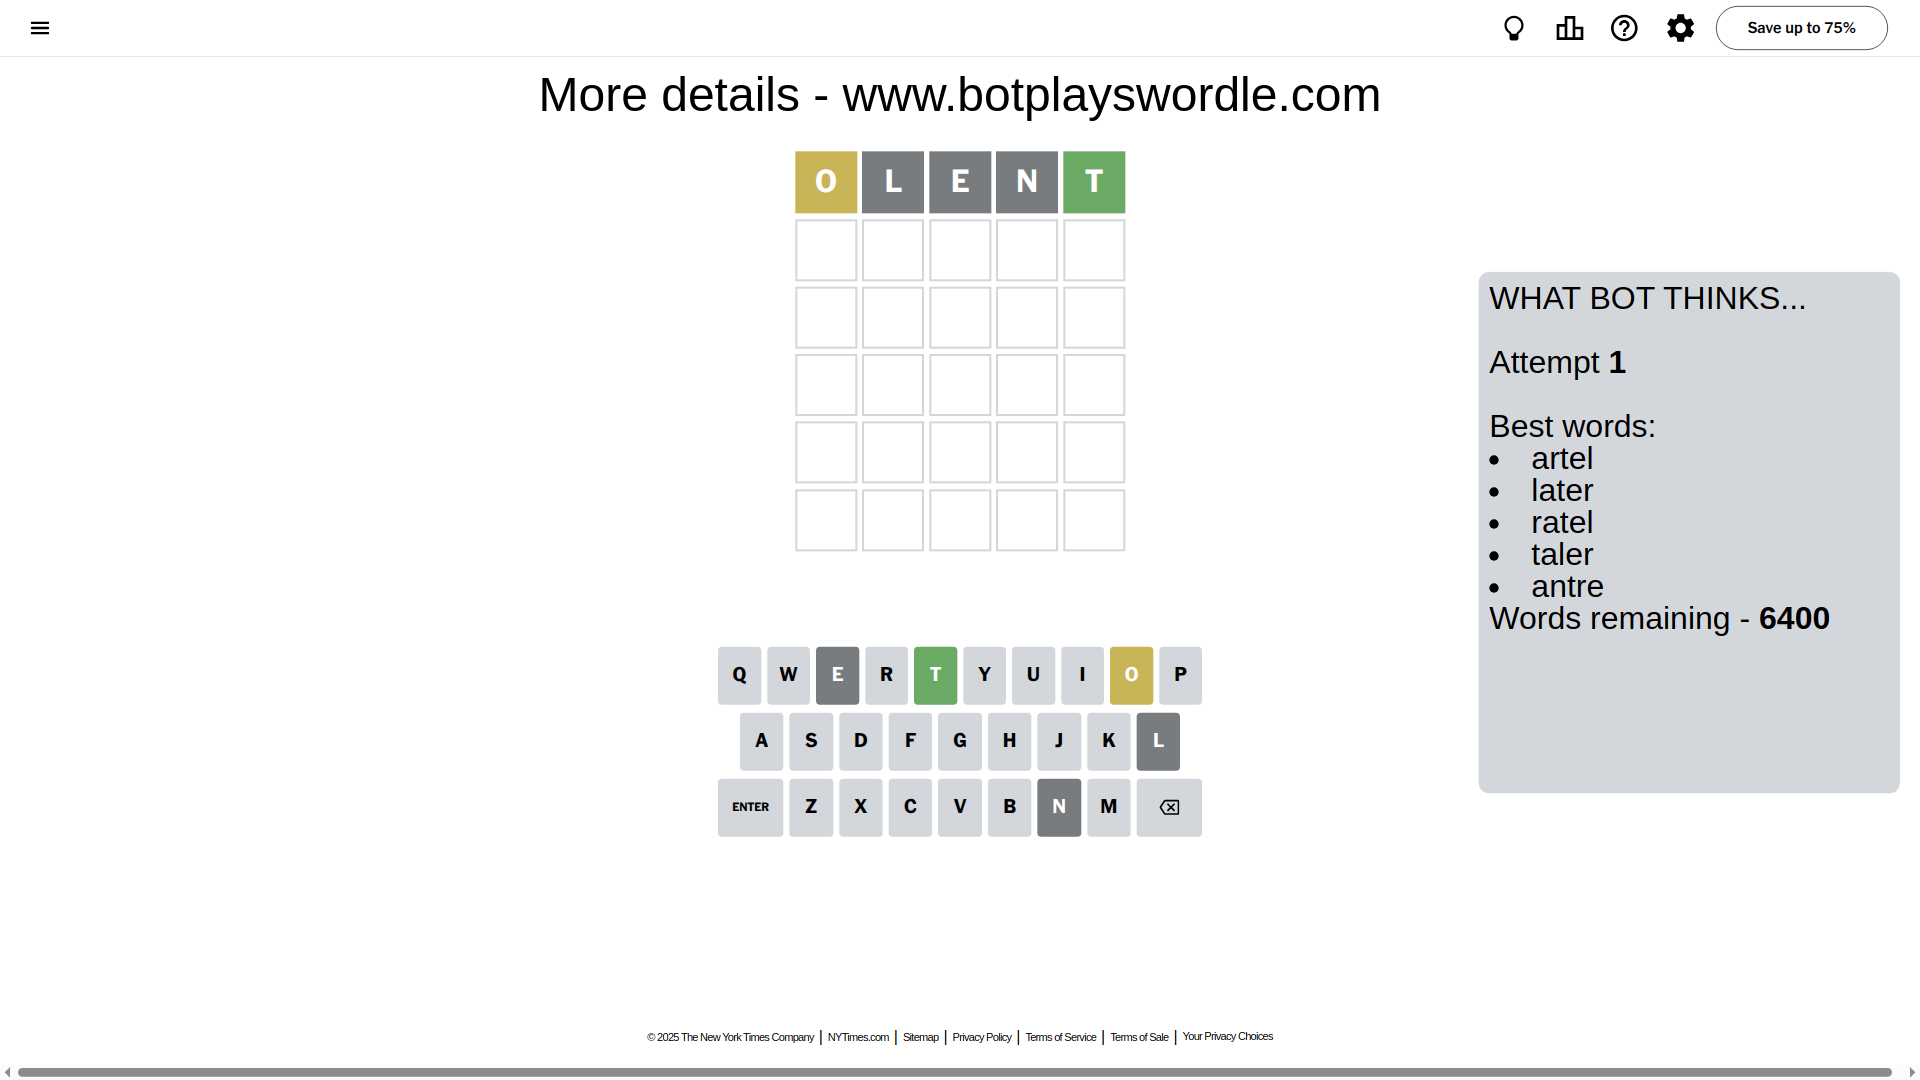 Save up to 75%
More details - www.botplayswordle.com
O L E N T
WHAT BOT THINKS...
Attempt 1
Best words:
artel
later
ratel
taler
antre
Words remaining - 6400
Q W E R T Y U I O P
A S D F G H J K L
ENTER Z X C V B N M
© 2025 The New York Times Company | NYTimes.com | Sitemap | Privacy Policy | Terms of Service | Terms of Sale | Your Privacy Choices